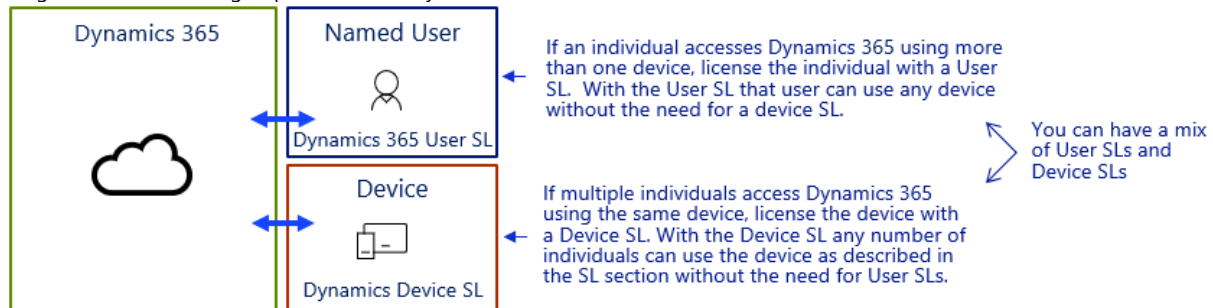 Dynamics 365
Named User
Dynamics 365 User SL
If an individual accesses Dynamics 365 using more
than one device, license the individual with a User
SL. With the User SL that user can use any device
without the need for a device SL.
Device
Dynamics Device SL
If multiple individuals access Dynamics 365
using the same device, license the device with
a Device SL. With the Device SL any number of
individuals can use the device as described in
the SL section without the need for User SLs.
You can have a mix
of User SLs and
Device SLs